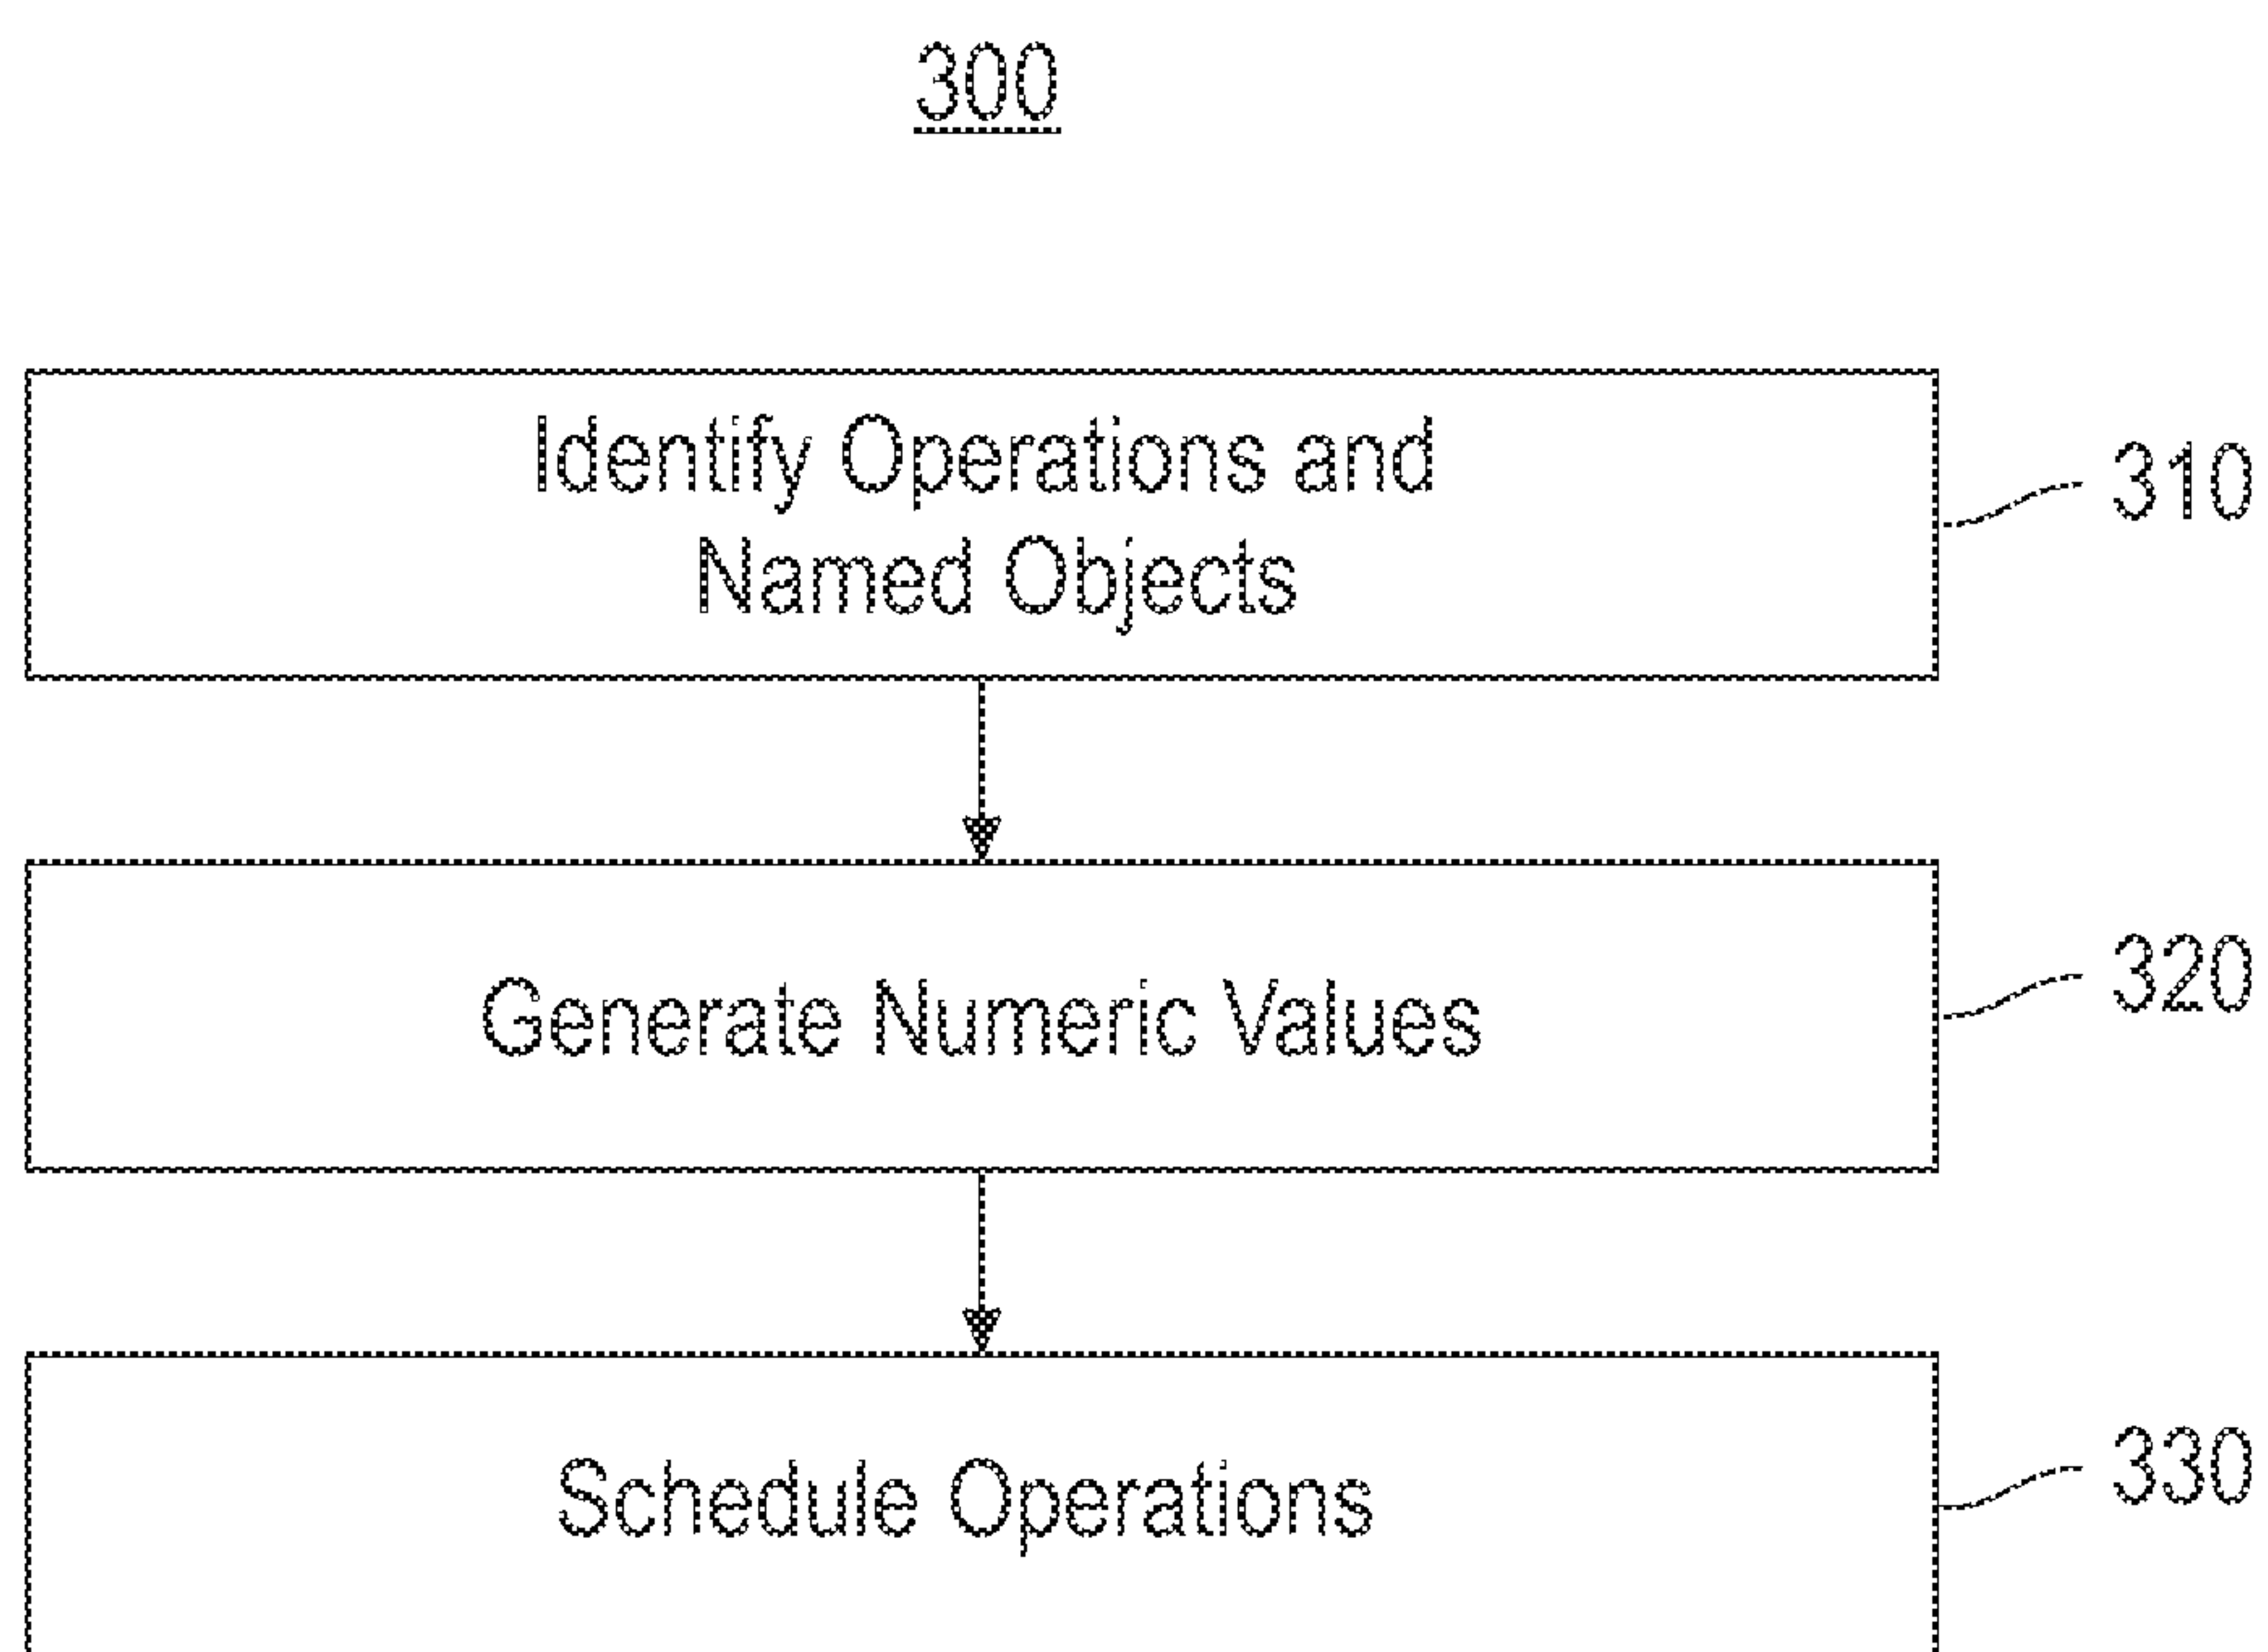 300
Identify Operations and
Named Objects
310
Generate Numeric Values
320
Schedule Operations
330